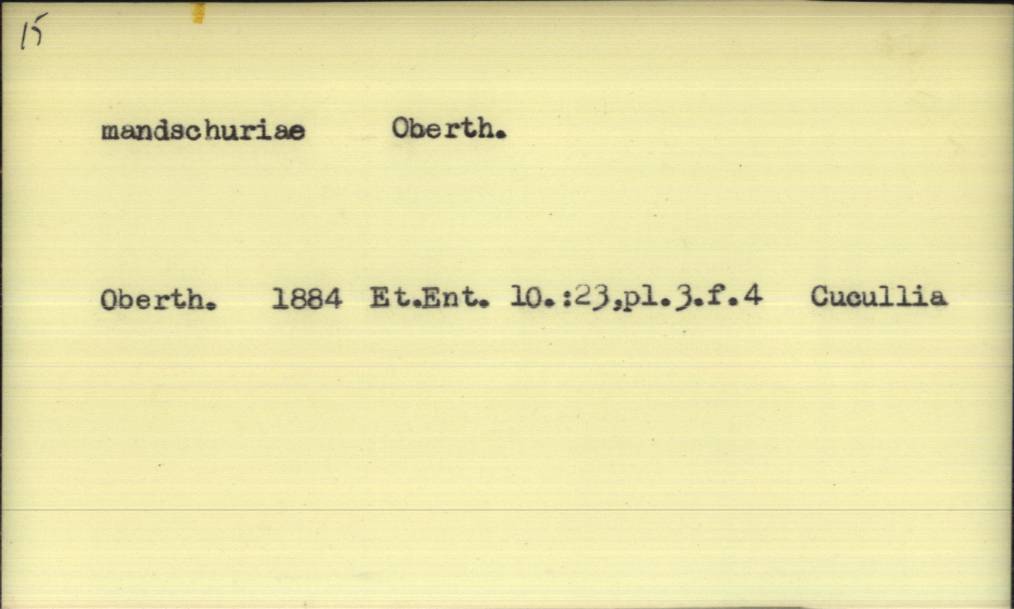 15
mandschuriae Oberth.
Oberth. 1884 Et.Ent. 10.:23,pl.3.f.4 Cucullia